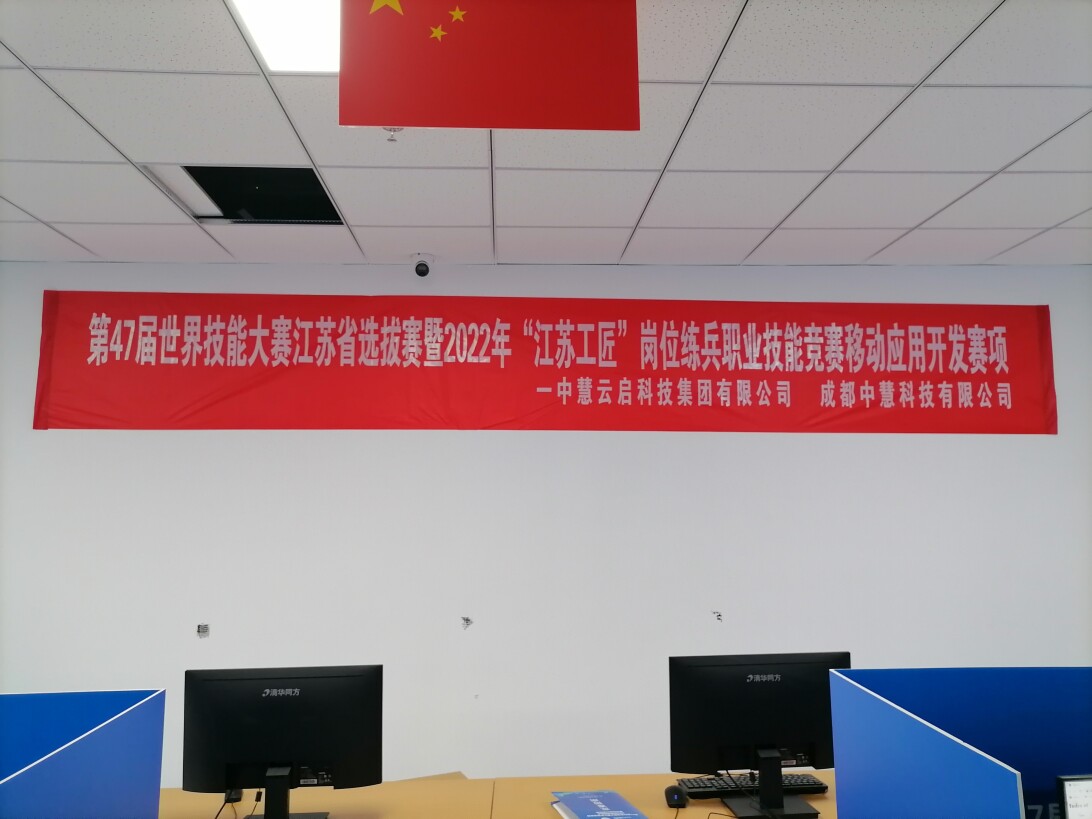 第47届世界技能大赛江苏省选拔赛暨2022年“江苏工匠”岗位练兵职业技能竞赛移动应用开发赛项
一中慧云启科技集团有限公司 成都中慧科技有限公司
清华同方
清华同方